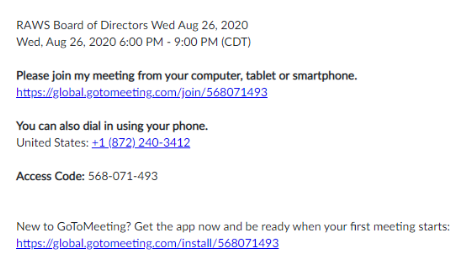 RAWS Board of Directors Wed Aug 26, 2020
Wed, Aug 26, 2020 6:00 PM - 9:00 PM (CDT)
Please join my meeting from your computer, tablet or smartphone.
https://global.gotomeeting.com/join/568071493
You can also dial in using your phone.
United States: +1 (872) 240-3412
Access Code: 568-071-493
New to GoToMeeting? Get the app now and be ready when your first meeting starts:
https://global.gotomeeting.com/install/568071493